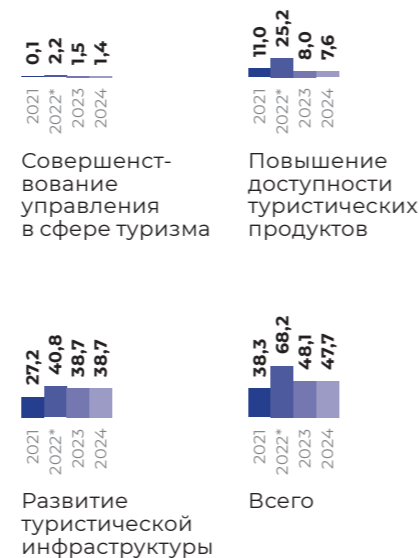 0,1 2,2 1,5 1,4
2021 2022* 2023 2024
Совершенст-
вование
управления
в сфере туризма
11,0 25,2 8,0 7,6
2021 2022* 2023 2024
Повышение
доступности
туристических
продуктов
27,2 40,8 38,7 38,7
2021 2022* 2023 2024
Развитие
туристической
инфраструктуры
38,3 68,2 48,1 47,7
2021 2022* 2023 2024
Всего